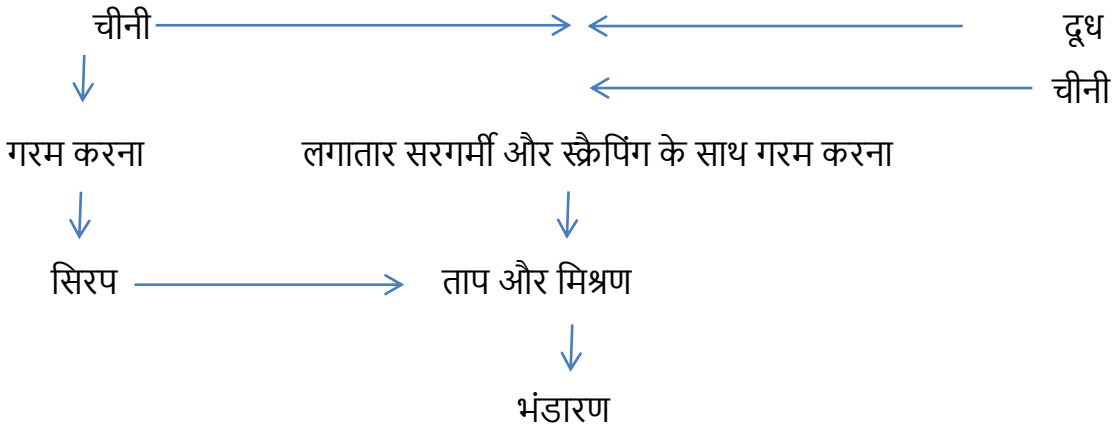 चीनी दूध
चीनी
गरम करना लगातार सरगर्मी और स्क्रैपिंग के साथ गरम करना
सिरप ताप और मिश्रण
भंडारण